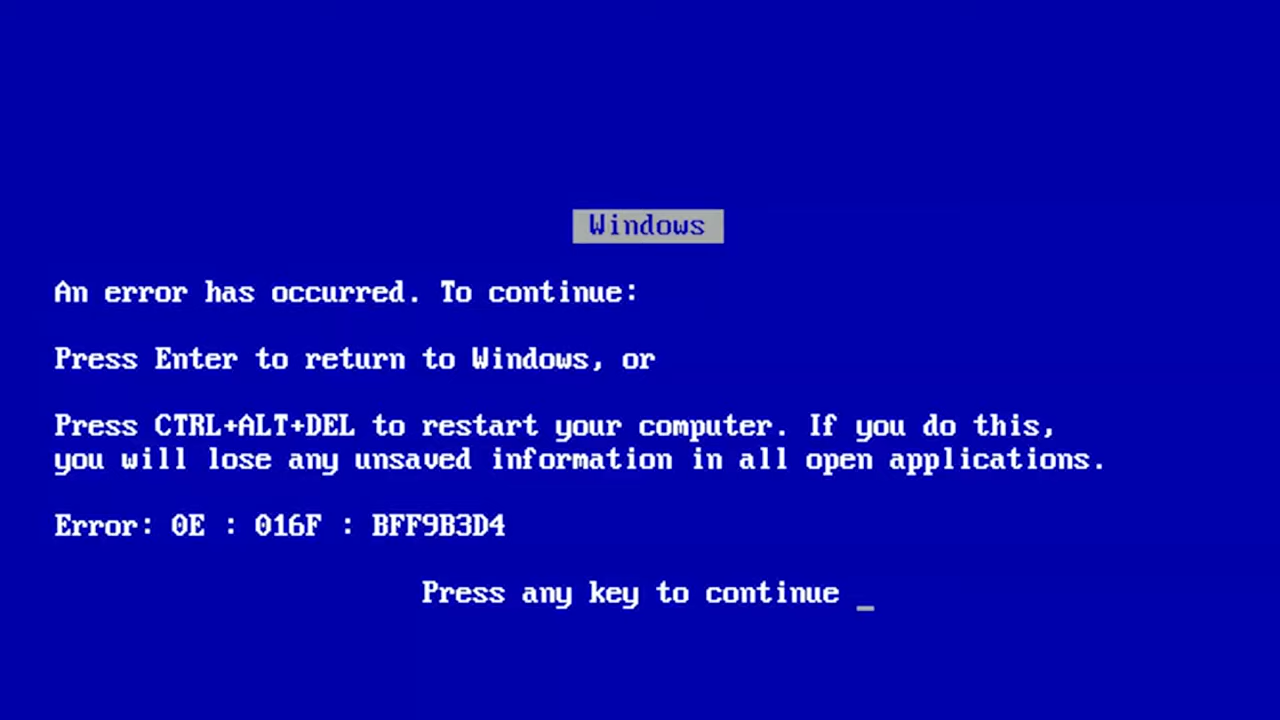 Windows
An error has occurred. To continue:
Press Enter to return to Windows, or
Press CTRL+ALT+DEL to restart your computer. If you do this,
you will lose any unsaved information in all open applications.
Error: 0E : 016F : BFF9B3D4
Press any key to continue _